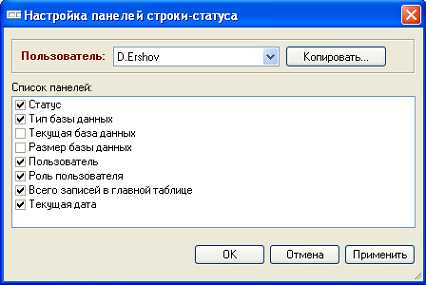 Настройка панелей строки-статуса
Пользователь: D.Ershov Копировать...
Список панелей:
Статус
Тип базы данных
Текущая база данных
Размер базы данных
Пользователь
Роль пользователя
Всего записей в главной таблице
Текущая дата
OK Отмена Применить